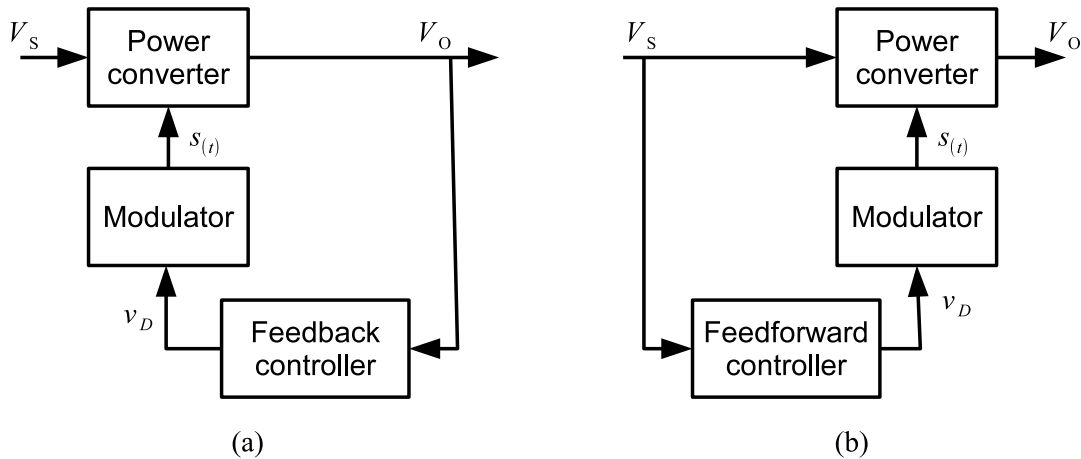 V_S
Power
converter
V_O
s_(t)
Modulator
v_D
Feedback
controller
(a)
V_S
Power
converter
V_O
s_(t)
Modulator
v_D
Feedforward
controller
(b)